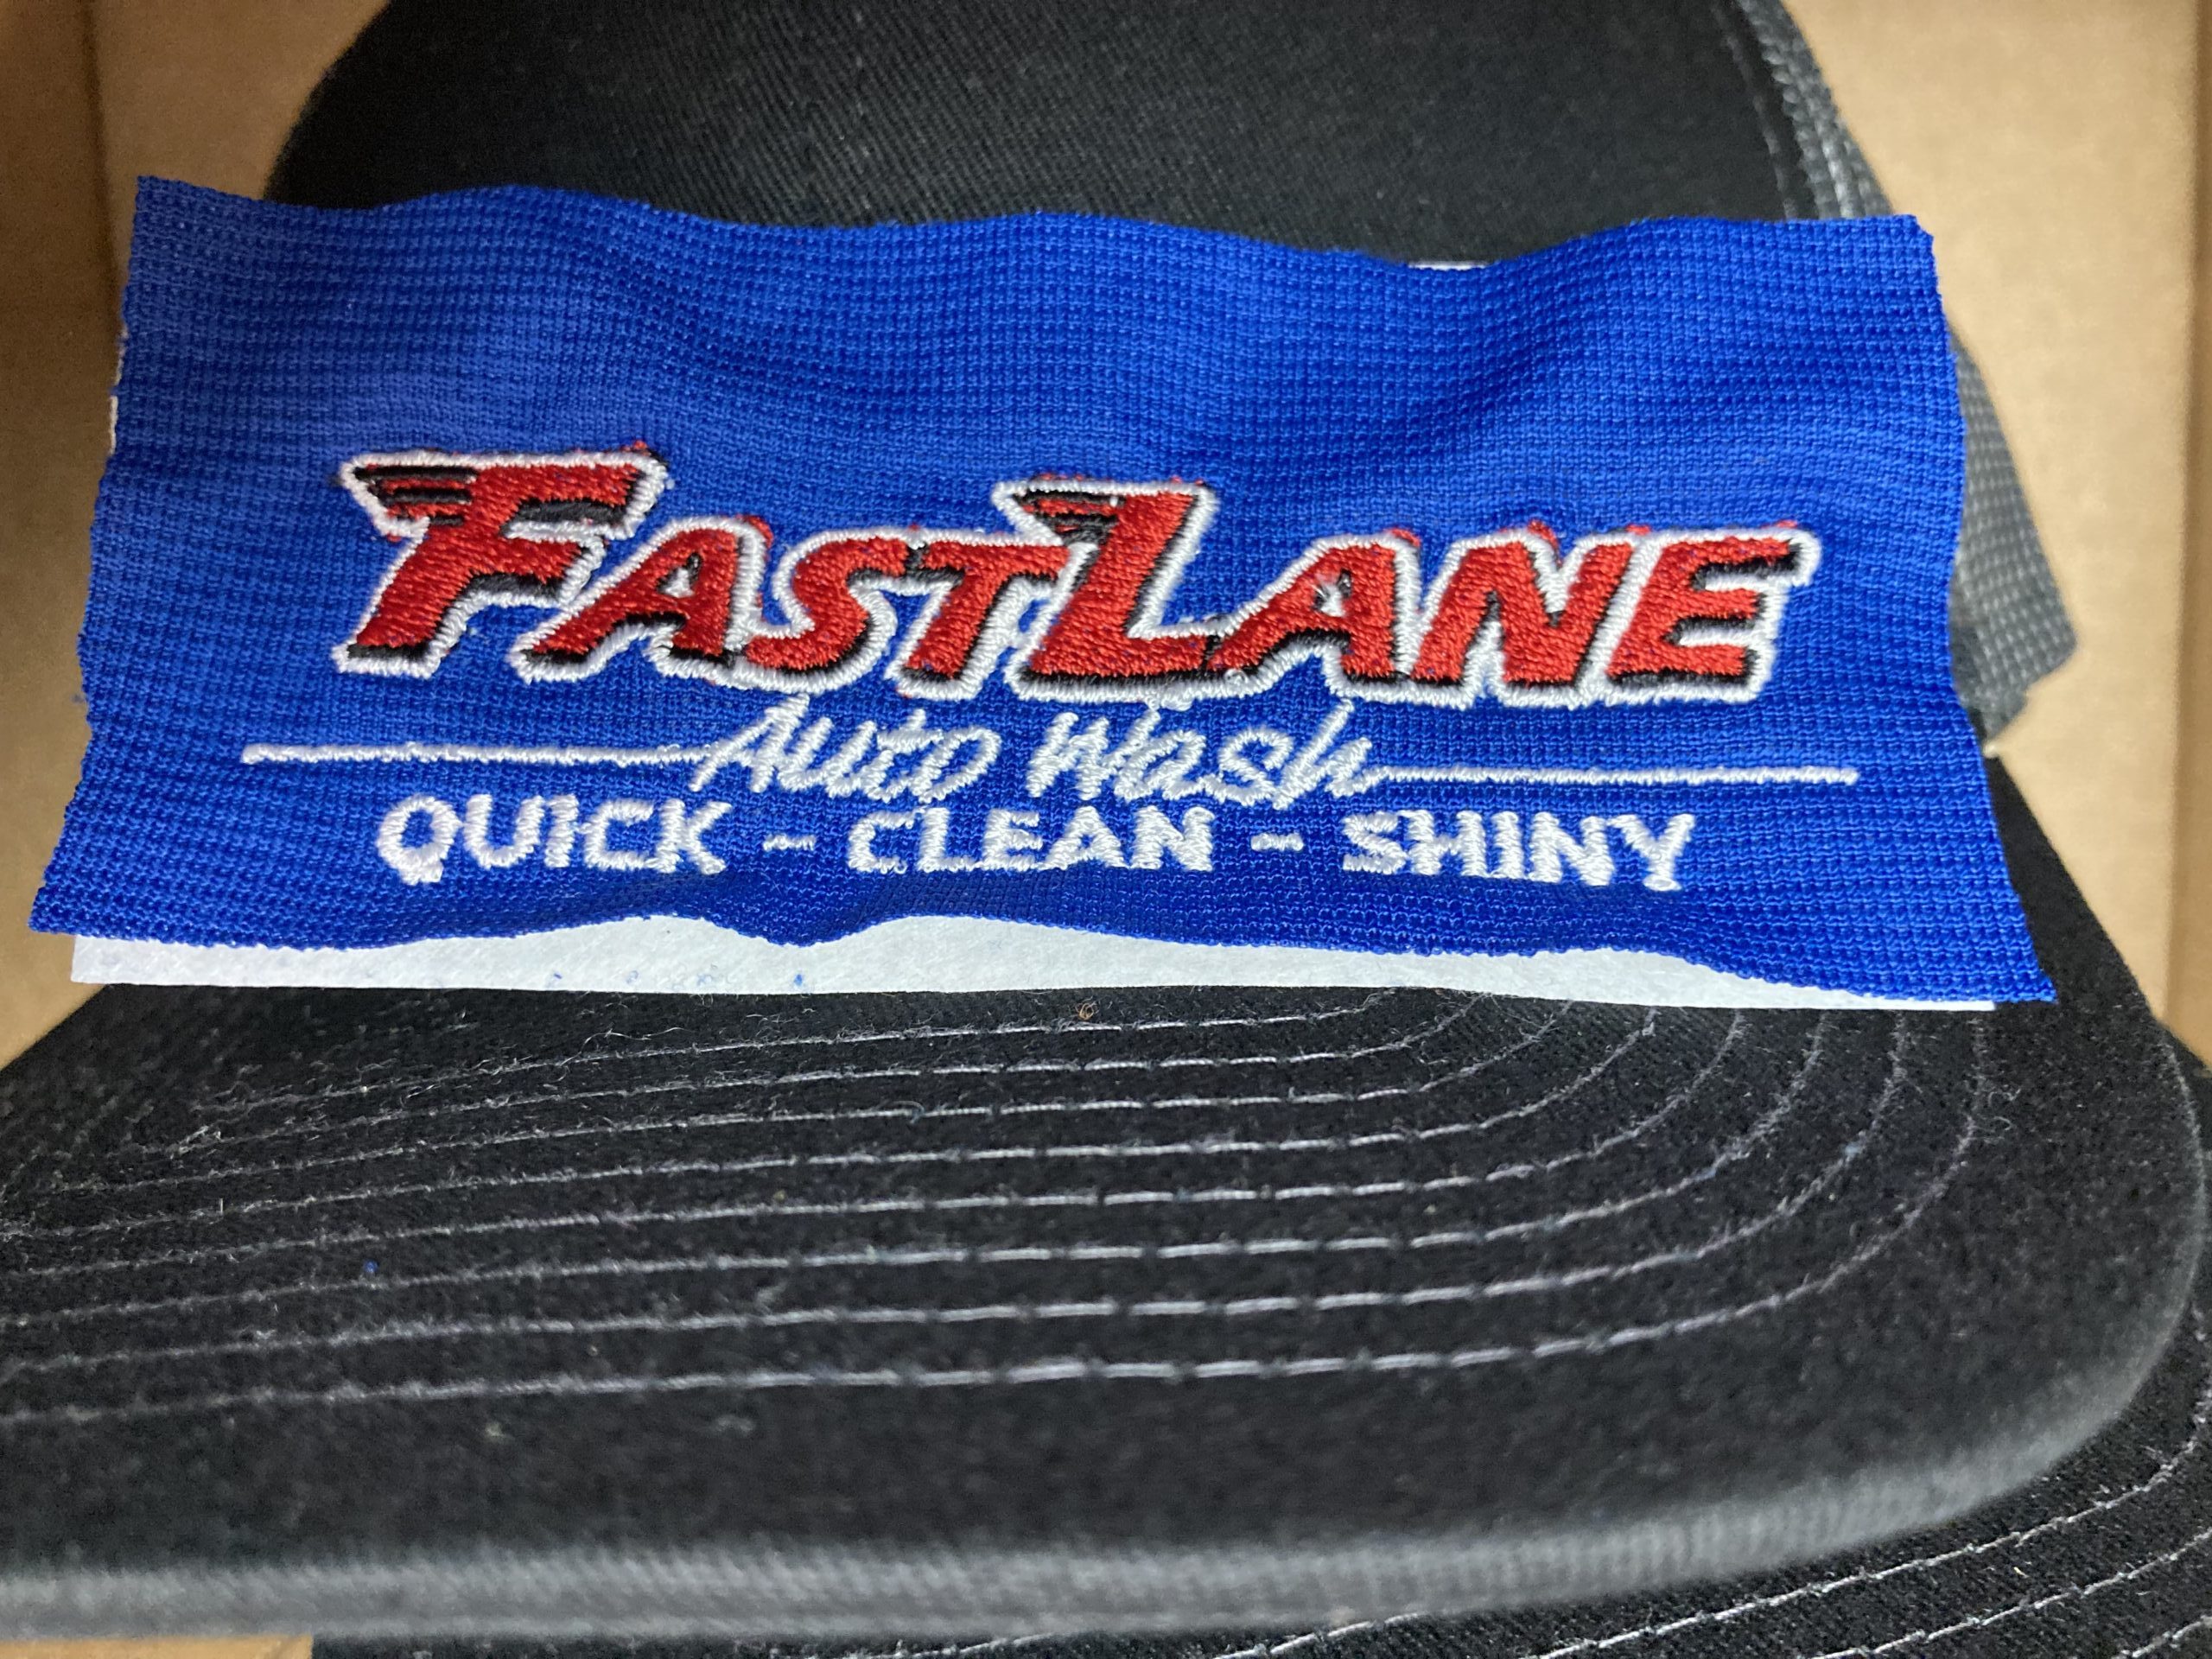 FASTLANE
Auto Wash
QUICK - CLEAN - SHINY